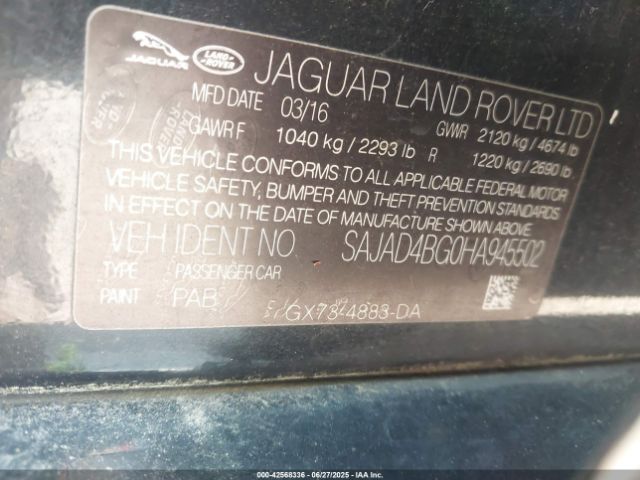 JAGUAR LAND-ROVER JAGUAR LAND ROVER LTD
MFD DATE 03/16 GVWR 2120 kg / 4674 lb
GAWR F 1040 kg / 2293 lb R 1220 kg / 2690 lb
THIS VEHICLE CONFORMS TO ALL APPLICABLE FEDERAL MOTOR
VEHICLE SAFETY, BUMPER AND THEFT PREVENTION STANDARDS
IN EFFECT ON THE DATE OF MANUFACTURE SHOWN ABOVE.
VEH IDENT NO SAJAD4BG0HA945502
TYPE PASSENGER CAR
PAINT PAB GX73-4883-DA
000-42568336 - 06/27/2025 - IAAI.COM